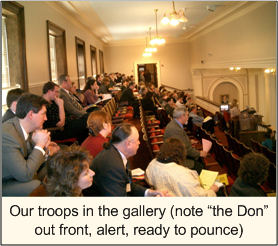 Our troops in the gallery (note “the Don”
out front, alert, ready to pounce)